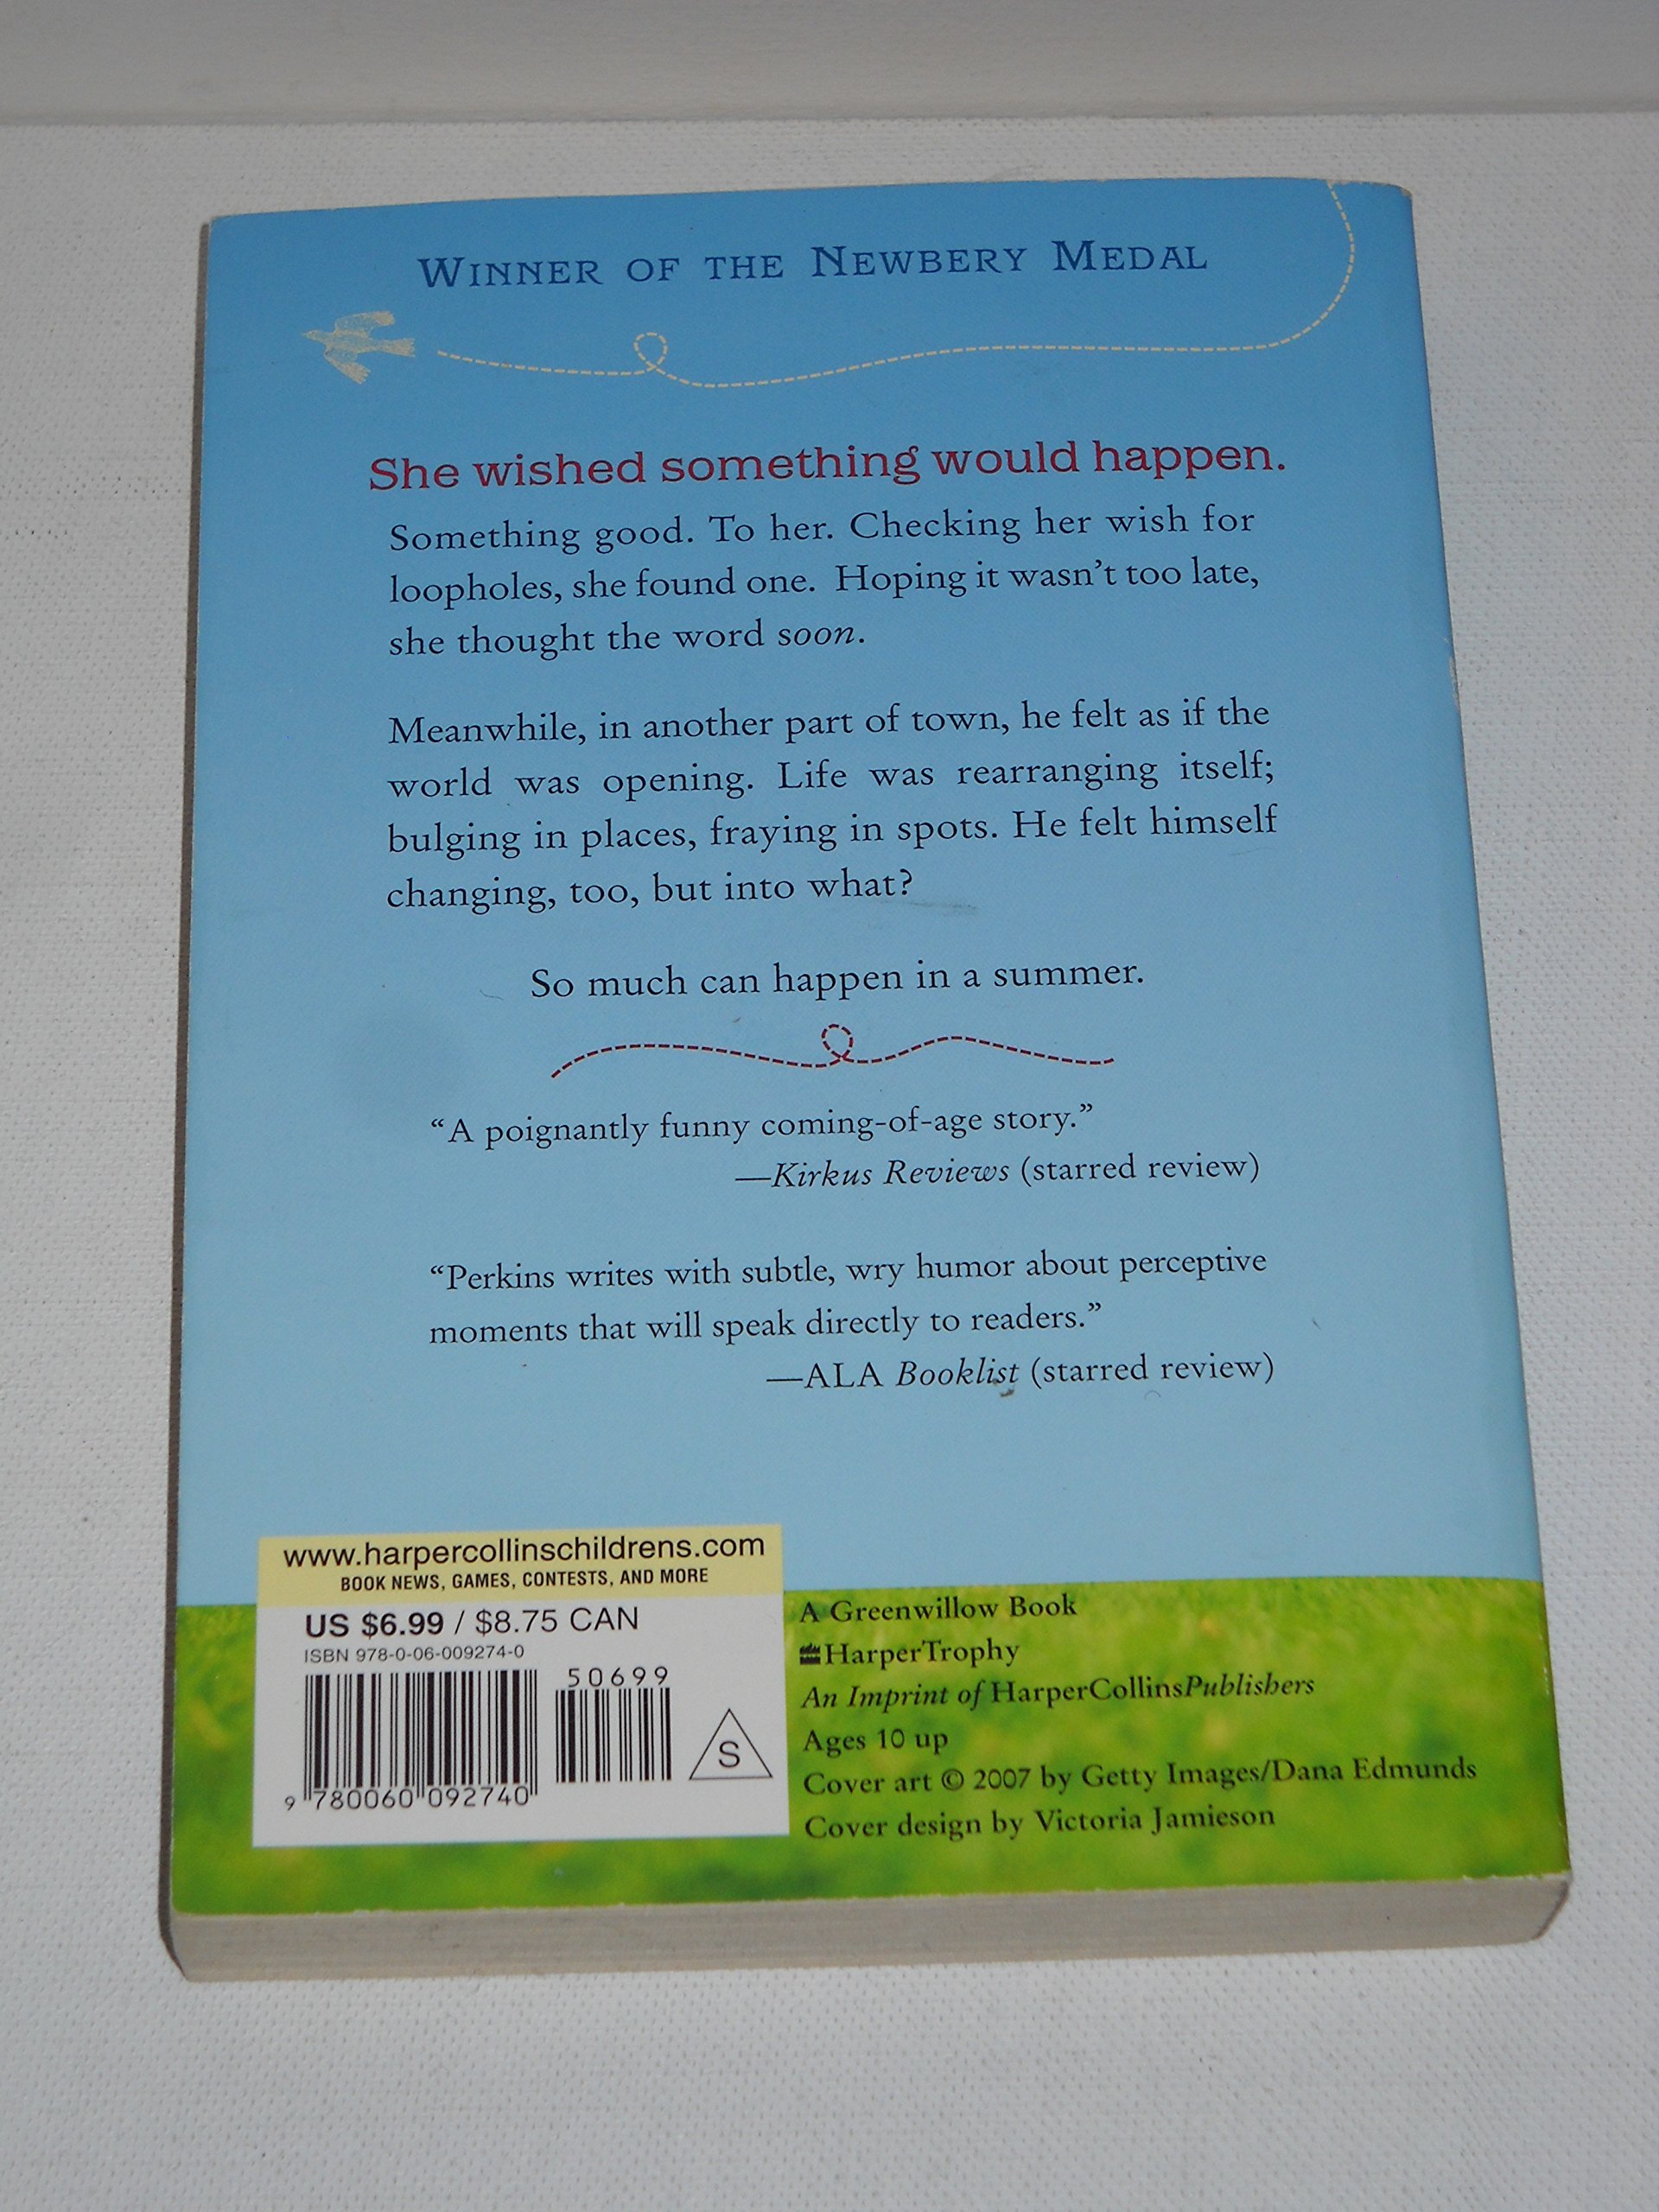 WINNER OF THE NEWBERY MEDAL
She wished something would happen.
Something good. To her. Checking her wish for
loopholes, she found one. Hoping it wasn't too late,
she thought the word soon.
Meanwhile, in another part of town, he felt as if the
world was opening. Life was rearranging itself;
bulging in places, fraying in spots. He felt himself
changing, too, but into what?
So much can happen in a summer.
“A poignantly funny coming-of-age story.”
—Kirkus Reviews (starred review)
“Perkins writes with subtle, wry humor about perceptive
moments that will speak directly to readers.”
—ALA Booklist (starred review)
www.harpercollinschildrens.com
BOOK NEWS, GAMES, CONTESTS, AND MORE
US $6.99 / $8.75 CAN
ISBN 978-0-06-009274-0
50699
9 780060 092740
S
A Greenwillow Book
HarperTrophy
An Imprint of HarperCollinsPublishers
Ages 10 up
Cover art © 2007 by Getty Images/Dana Edmunds
Cover design by Victoria Jamieson